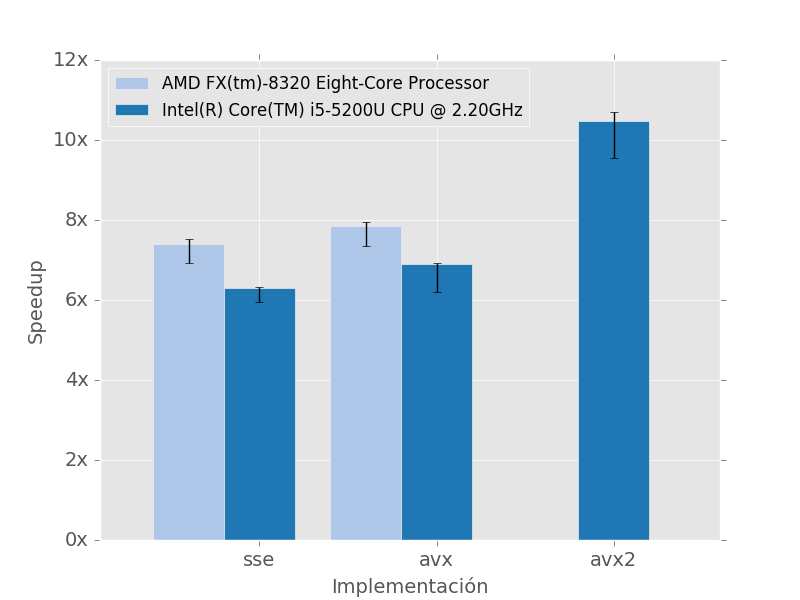 12x
10x
8x
6x
4x
2x
0x
Speedup
AMD FX(tm)-8320 Eight-Core Processor
Intel(R) Core(TM) i5-5200U CPU @ 2.20GHz
sse
avx
avx2
Implementación